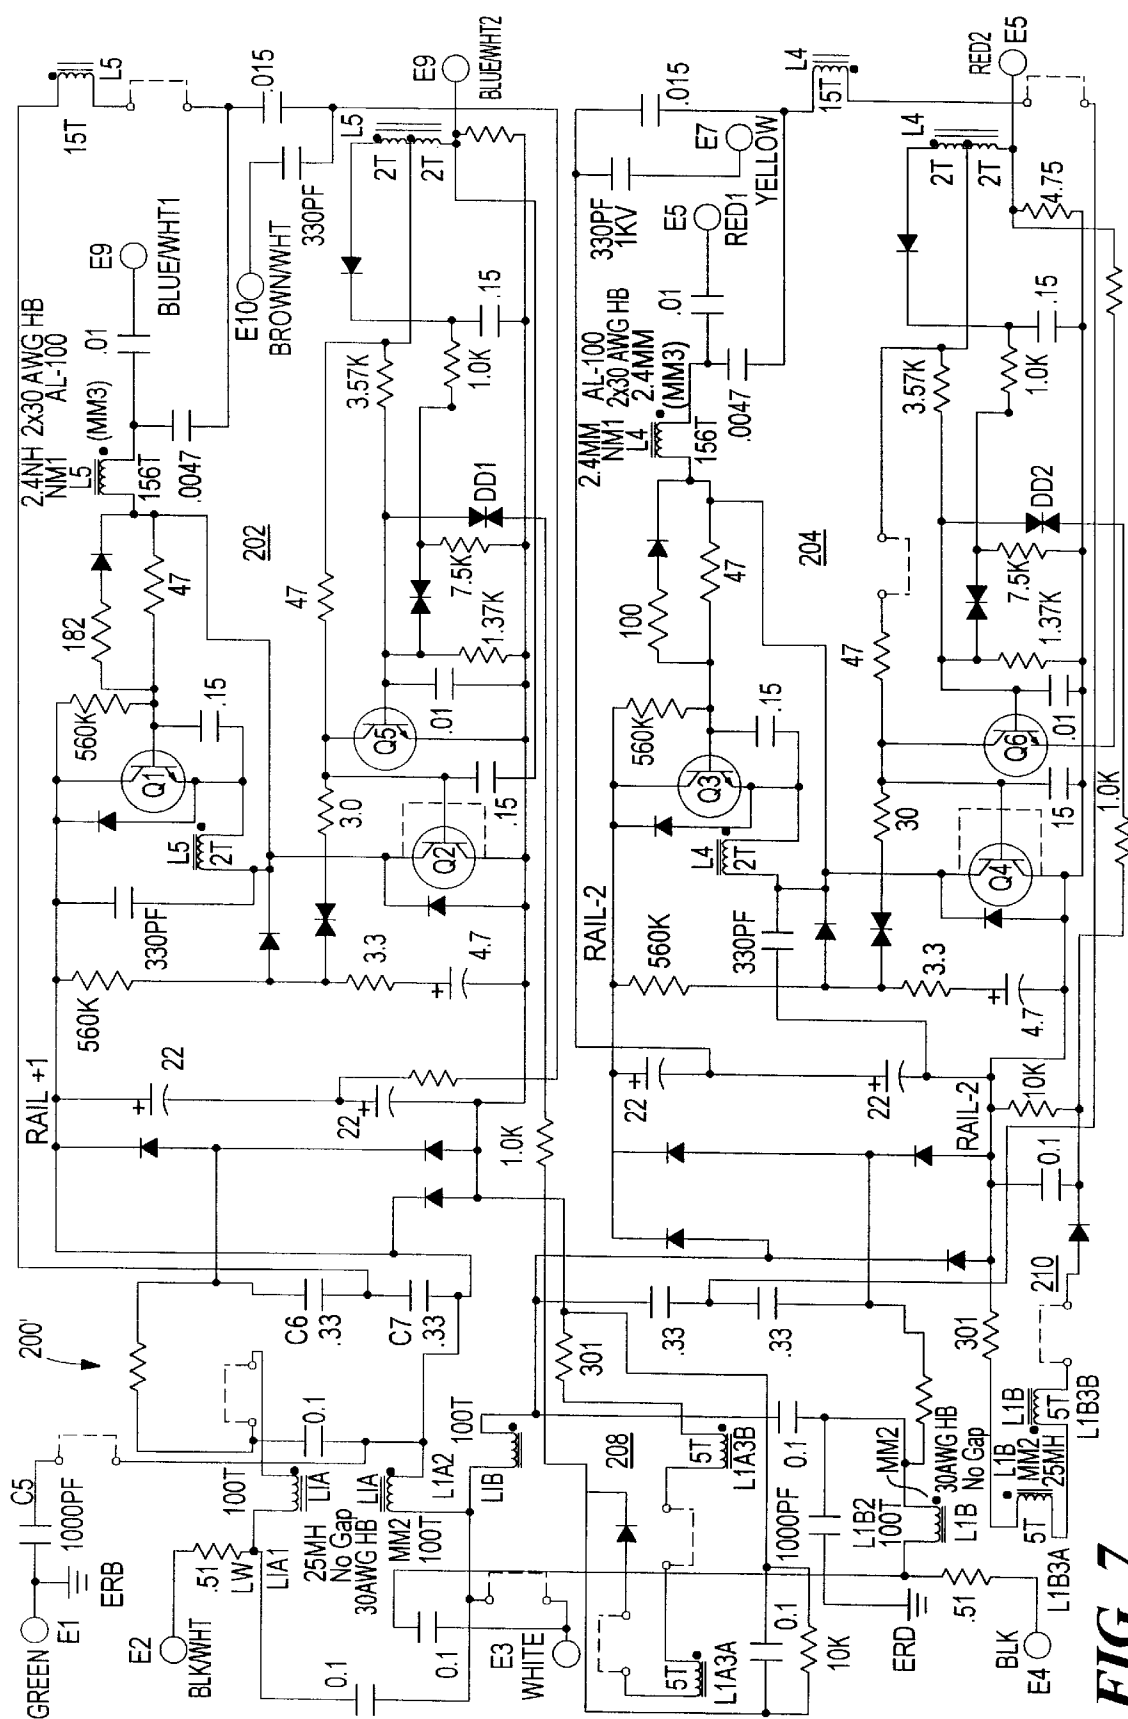 L5
15T
.015
E9
BLUE/WHT2
E9
BLUE/WHT1
E10
BROWN/WHT
330PF
L5
2T
2T
2.4NH 2x30 AWG HB
NM1 AL-100
L5 (MM3)
156T
.01
.0047
182
47
202
560K
Q1
.15
L5
2T
330PF
560K
3.3
4.7
47
3.0
Q5
Q2
.15
.01
1.37K
7.5K
DD1
3.57K
1.0K
.15
RAIL +1
22
22
1.0K
200'
C6
.33
C7
.33
C5
1000PF
GREEN
E1
ERB
E2
BLK/WHT
.51
LW
LIA1
100T
0.1
LIA
25MH
No Gap
30AWG HB
LIA
MM2
100T
L1A2
100T
LIB
0.1
0.1
E3
WHITE
208
301
5T
L1A3B
5T
L1A3A
0.1
10K
0.1
1000PF
.33
.33
L4
15T
.015
330PF
1KV
E7
YELLOW
E5
RED1
RED2
E5
L4
2T
2T
4.75
2.4MM AL-100
NM1 2x30 AWG HB
L4 2.4MM
(MM3)
156T
.01
.0047
100
47
204
560K
Q3
.15
L4
2T
330PF
RAIL-2
560K
3.3
4.7
47
30
Q6
Q4
15
.01
1.37K
7.5K
DD2
3.57K
1.0K
.15
1.0K
22
22
RAIL-2
10K
0.1
210
301
MM2
30AWG HB
No Gap
L1B2
100T
L1B
ERD
.51
BLK
E4
L1B
MM2
25MH
5T
L1B3A
L1B
5T
L1B3B
FIG. 7